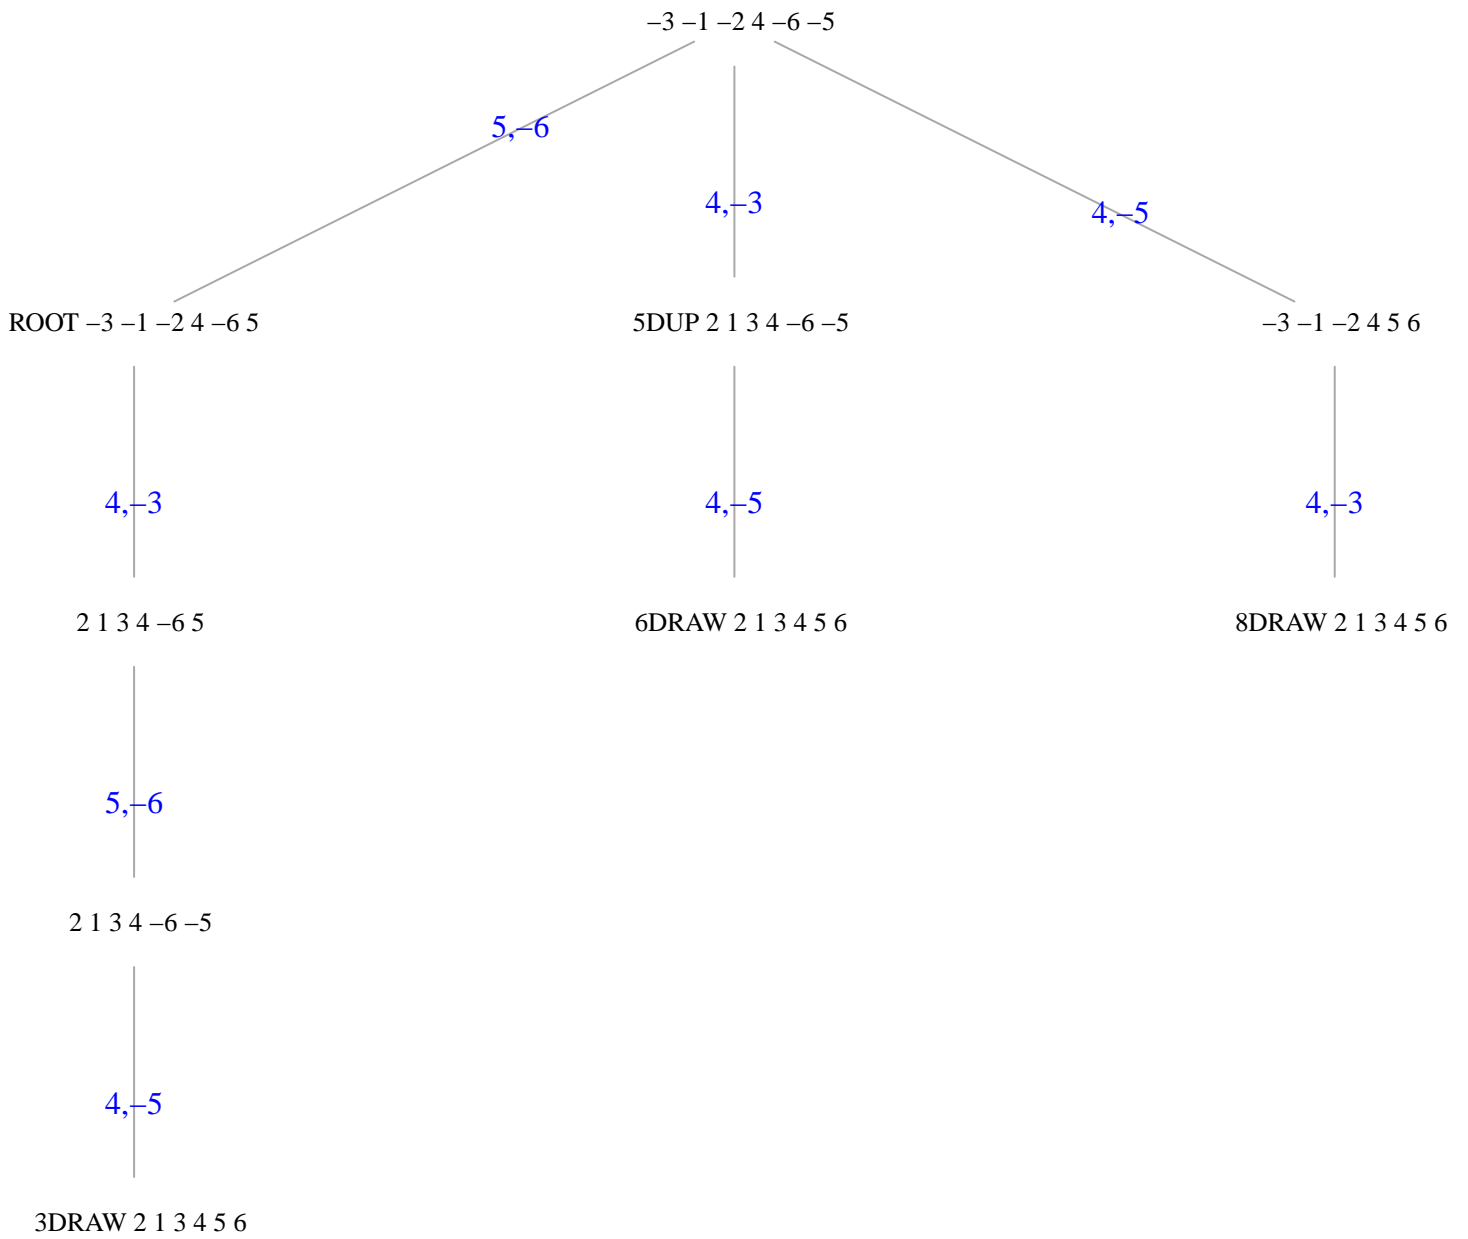 –3 –1 –2 4 –6 –5
5,–6
4,–3
4,–5
ROOT –3 –1 –2 4 –6 5
5DUP 2 1 3 4 –6 –5
–3 –1 –2 4 5 6
4,–3
4,–5
4,–3
2 1 3 4 –6 5
6DRAW 2 1 3 4 5 6
8DRAW 2 1 3 4 5 6
5,–6
2 1 3 4 –6 –5
4,–5
3DRAW 2 1 3 4 5 6